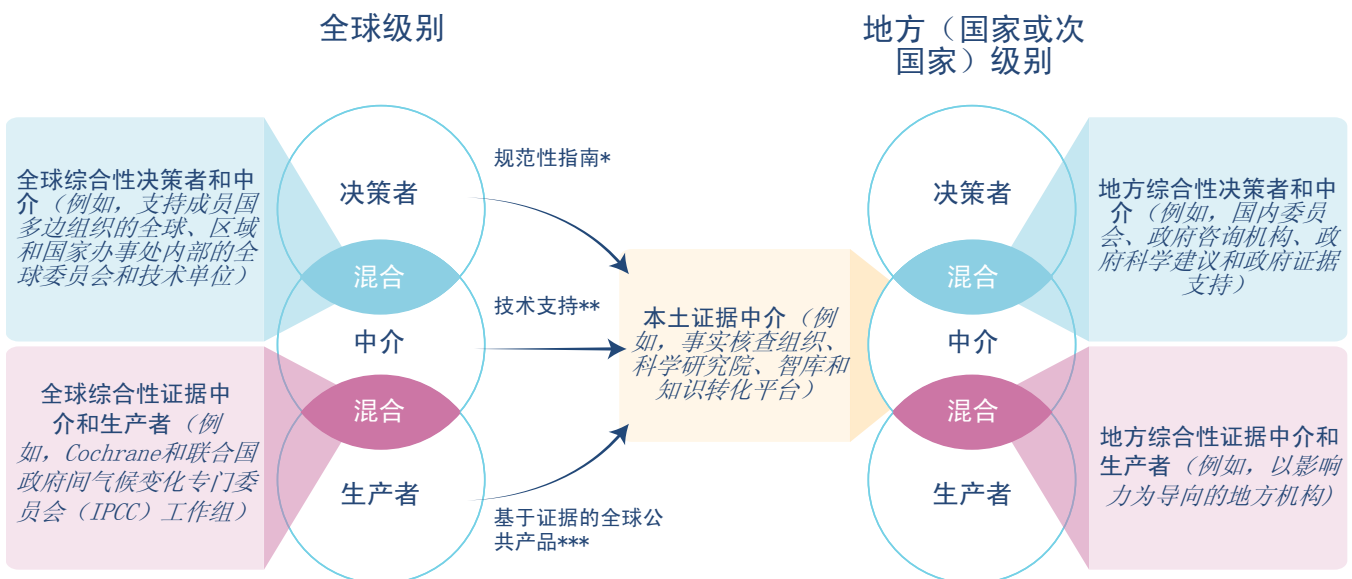 全球级别
地方（国家或次
国家）级别
全球综合性决策者和中
介（例如，支持成员国
多边组织的全球、区域
和国家办事处内部的全
球委员会和技术单位）
全球综合性证据中
介和生产者（例
如，Cochrane和联合国
政府间气候变化专门委
员会（IPCC）工作组）
决策者
混合
中介
混合
生产者
规范性指南*
技术支持**
基于证据的全球公
共产品***
本土证据中介（例
如，事实核查组织、
科学研究院、智库和
知识转化平台）
决策者
混合
中介
混合
生产者
地方综合性决策者和中
介（例如，国内委员
会、政府咨询机构、政
府科学建议和政府证据
支持）
地方综合性证据中介和
生产者（例如，以影响
力为导向的地方机构)